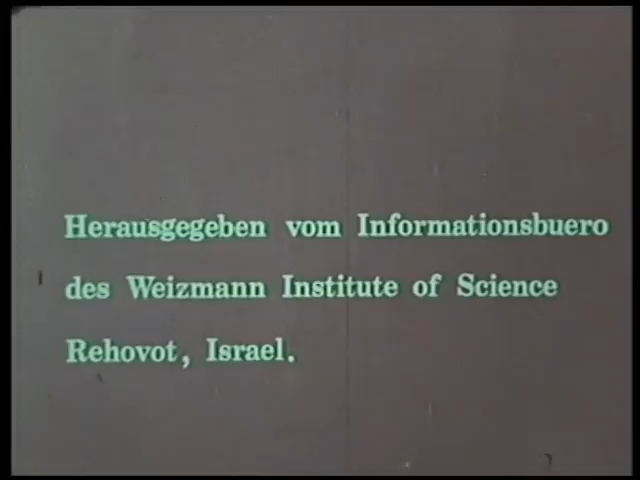 Herausgegeben vom Informationsbuero
des Weizmann Institute of Science
Rehovot, Israel.